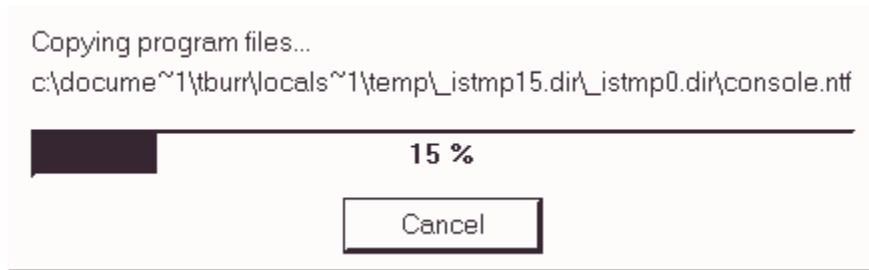 Copying program files...
c:\docume~1\tburr\locals~1\temp\_istmp15.dir\_istmp0.dir\console.ntf
15 %
Cancel